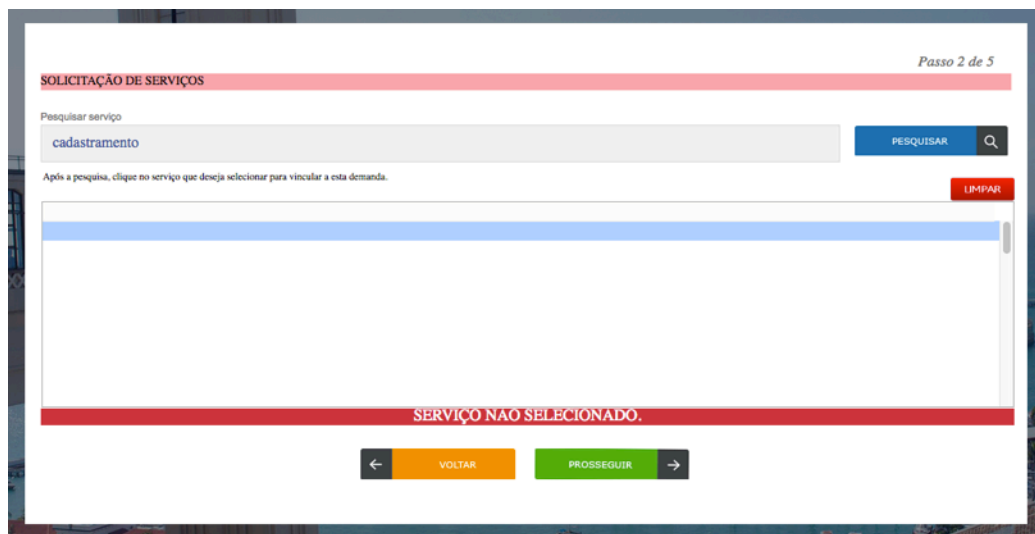 Passo 2 de 5
SOLICITAÇÃO DE SERVIÇOS
Pesquisar serviço
cadastramento
PESQUISAR
Após a pesquisa, clique no serviço que deseja selecionar para vincular a esta demanda.
LIMPAR
SERVIÇO NAO SELECIONADO.
VOLTAR
PROSSEGUIR